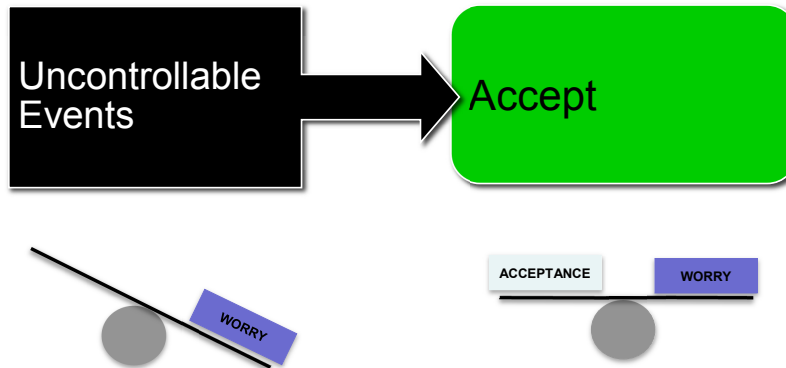 Uncontrollable
Events
Accept
WORRY
ACCEPTANCE
WORRY